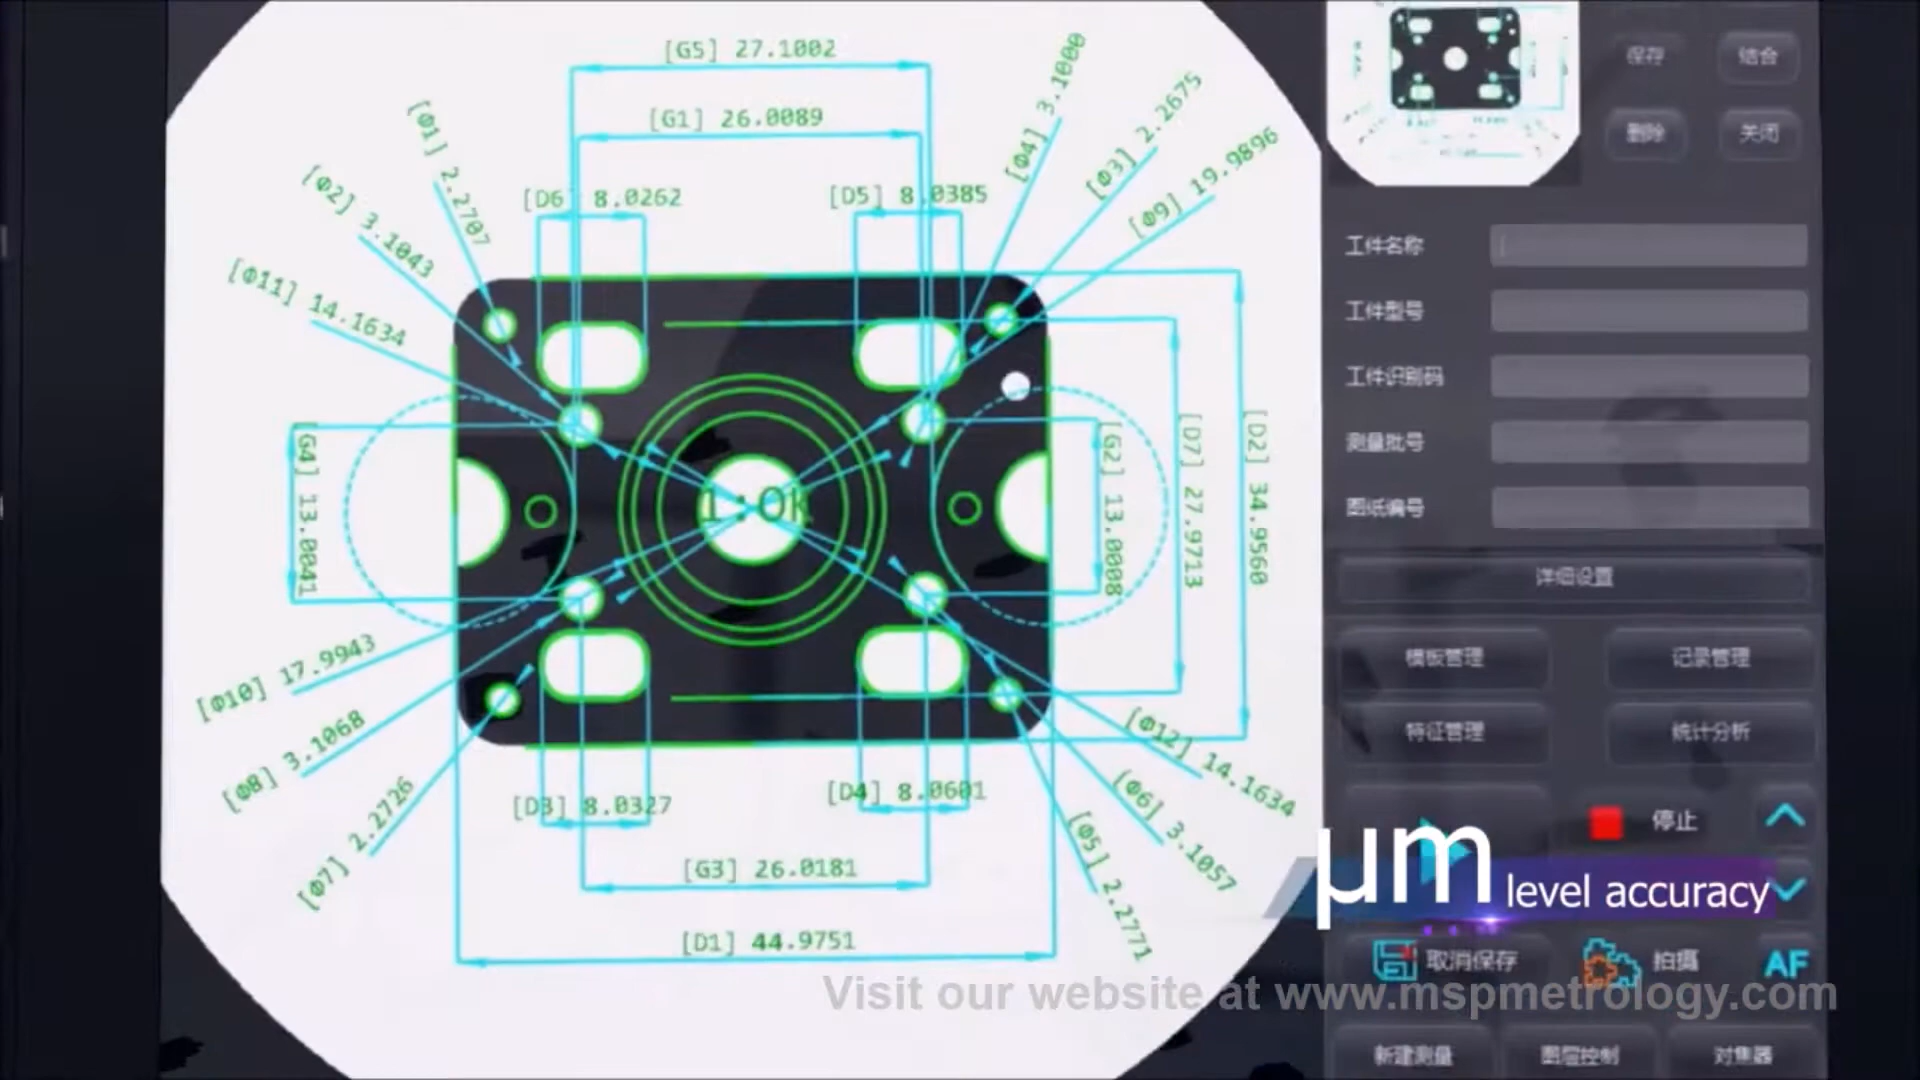 [G5] 27.1002
[G1] 26.0089
[D6] 8.0262
[D5] 8.0385
[Φ1] 2.2707
[Φ2] 3.1043
[Φ11] 14.1634
[Φ4] 3.1000
[Φ3] 2.2675
[Φ9] 19.9896
[G4] 13.0041
1:OK
[G2] 13.0008
[D7] 27.9713
[D2] 34.9560
[Φ10] 17.9943
[Φ8] 3.1068
[Φ7] 2.2726
[D3] 8.0327
[D4] 8.0601
[Φ12] 14.1634
[Φ6] 3.1057
[Φ5] 2.2771
[G3] 26.0181
[D1] 44.9751
保存 结合
删除 关闭
工件名称
工件型号
工件识别码
测量批号
图纸编号
详细设置
模板管理 记录管理
特征管理 统计分析
停止
μm level accuracy
取消保存 拍摄 AF
Visit our website at www.mspmetrology.com
新建测量 图层控制 对焦器